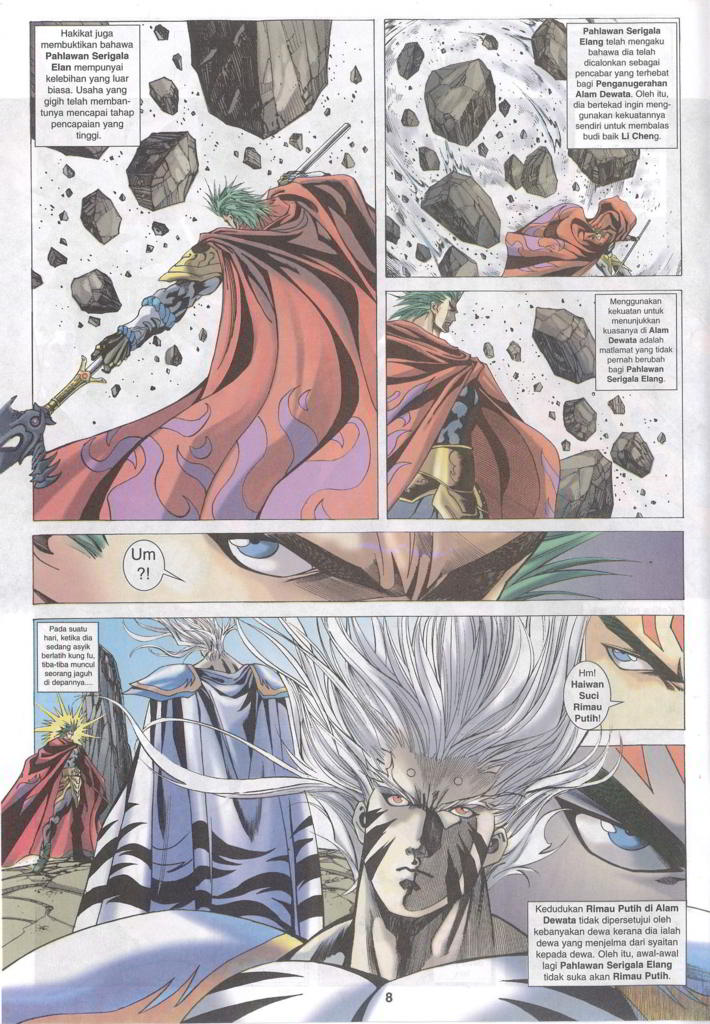 Hakikat juga
membuktikan bahawa
Pahlawan Serigala
Elan mempunyai
kelebihan yang luar
biasa. Usaha yang
gigih telah memban-
tunya mencapai tahap
pencapaian yang
tinggi.
Pahlawan Serigala
Elang telah mengaku
bahawa dia telah
dicalonkan sebagai
pencabar yang terhebat
bagi Penganugerahan
Alam Dewata. Oleh itu,
dia bertekad ingin meng-
gunakan kekuatannya
sendiri untuk membalas
budi baik Li Cheng.
Menggunakan
kekuatan untuk
menunjukkan
kuasanya di Alam
Dewata adalah
matlamat yang tidak
pernah berubah
bagi Pahlawan
Serigala Elang.
Um
?!
Pada suatu
hari, ketika dia
sedang asyik
berlatih kung fu,
tiba-tiba muncul
seorang jaguh
di depannya....
Hm!
Haiwan
Suci
Rimau
Putih!
Kedudukan Rimau Putih di Alam
Dewata tidak dipersetujui oleh
kebanyakan dewa kerana dia ialah
dewa yang menjelma dari syaitan
kepada dewa. Oleh itu, awal-awal
lagi Pahlawan Serigala Elang
tidak suka akan Rimau Putih.
8